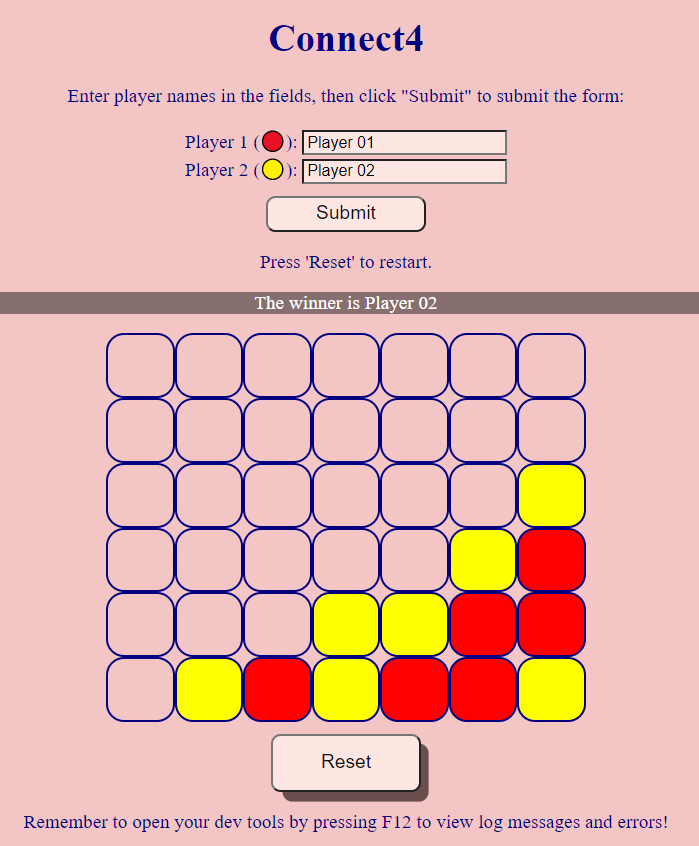 Connect4
Enter player names in the fields, then click "Submit" to submit the form:
Player 1 (🔴): Player 01
Player 2 (🟡): Player 02
Submit
Press 'Reset' to restart.
The winner is Player 02
Reset
Remember to open your dev tools by pressing F12 to view log messages and errors!